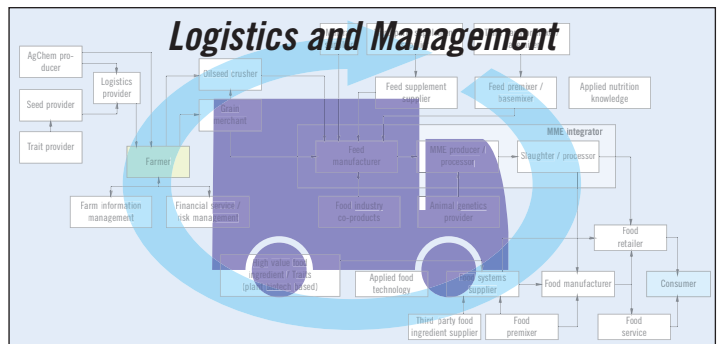 Logistics and Management
AgChem pro-
ducer
Logistics
provider
Seed provider
Trait provider
Oilseed crusher
Grain
merchant
Farmer
Farm information
management
Financial service /
risk management
Feed supplement
supplier
Feed premixer /
basemixer
Applied nutrition
knowledge
MME integrator
Feed
manufacturer
MME producer /
processor
Slaughter / processor
Feed industry
co-products
Animal genetics
provider
Food
retailer
High value food
ingredient / Traits
(plant, biotech-based)
Applied food
technology
Food systems
supplier
Food manufacturer
Consumer
Third party food
ingredient supplier
Food
premixer
Food
service